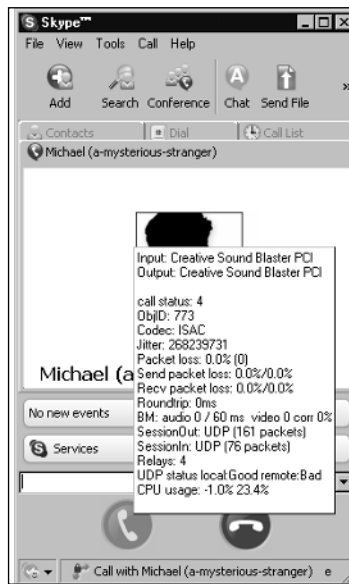 Skype™
File View Tools Call Help
Add Search Conference Chat Send File »
Contacts Dial Call List
Michael (a-mysterious-stranger)
Input: Creative Sound Blaster PCI
Output: Creative Sound Blaster PCI
call status: 4
ObjID: 773
Codec: ISAC
Jitter: 268239731
Packet loss: 0.0% (0)
Send packet loss: 0.0%/0.0%
Recv packet loss: 0.0%/0.0%
Roundtrip: 0ms
BM: audio 0 / 60 ms video 0 corr 0%
SessionOut: UDP (161 packets)
SessionIn: UDP (76 packets)
Relays: 4
UDP status local:Good remote:Bad
CPU usage: -1.0% 23.4%
Michael (a
No new events
Services
Call with Michael (a-mysterious-stranger) e